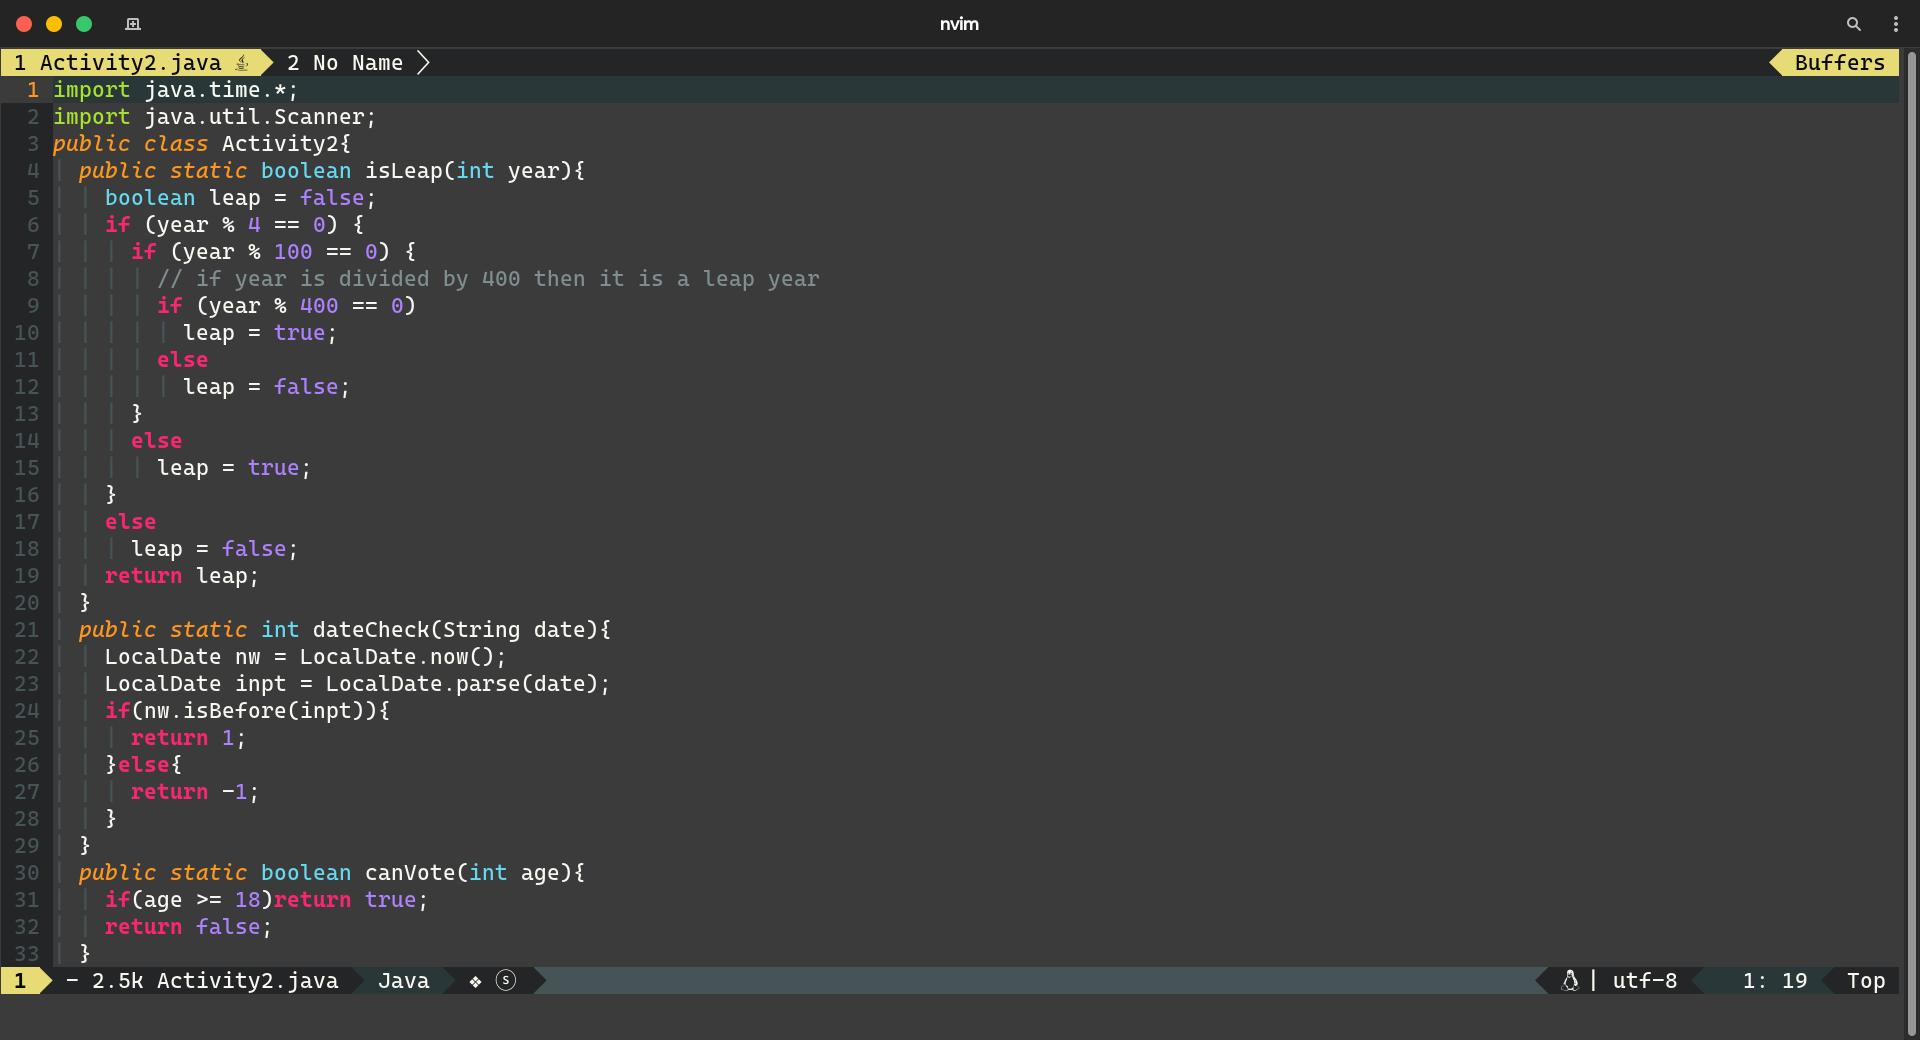 nvim
1 Activity2.java 2 No Name Buffers
1 import java.time.*;
2 import java.util.Scanner;
3 public class Activity2{
4 public static boolean isLeap(int year){
5 boolean leap = false;
6 if (year % 4 == 0) {
7 if (year % 100 == 0) {
8 // if year is divided by 400 then it is a leap year
9 if (year % 400 == 0)
10 leap = true;
11 else
12 leap = false;
13 }
14 else
15 leap = true;
16 }
17 else
18 leap = false;
19 return leap;
20 }
21 public static int dateCheck(String date){
22 LocalDate nw = LocalDate.now();
23 LocalDate inpt = LocalDate.parse(date);
24 if(nw.isBefore(inpt)){
25 return 1;
26 }else{
27 return -1;
28 }
29 }
30 public static boolean canVote(int age){
31 if(age >= 18)return true;
32 return false;
33 }
1 - 2.5k Activity2.java Java ❖ Ⓢ | utf-8 1: 19 Top